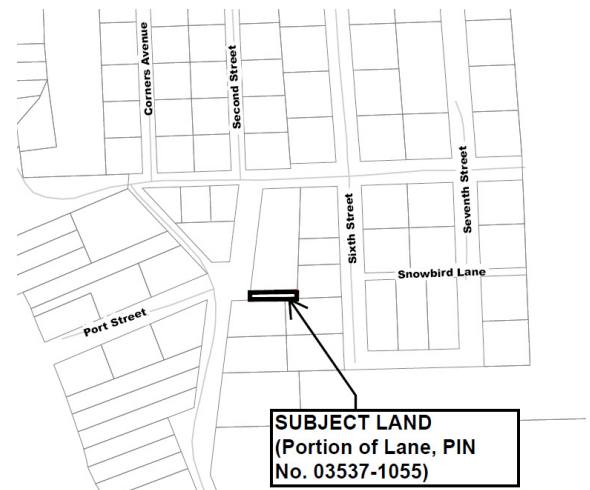 Corners Avenue
Second Street
Sixth Street
Seventh Street
Snowbird Lane
Port Street
SUBJECT LAND
(Portion of Lane, PIN
No. 03537-1055)